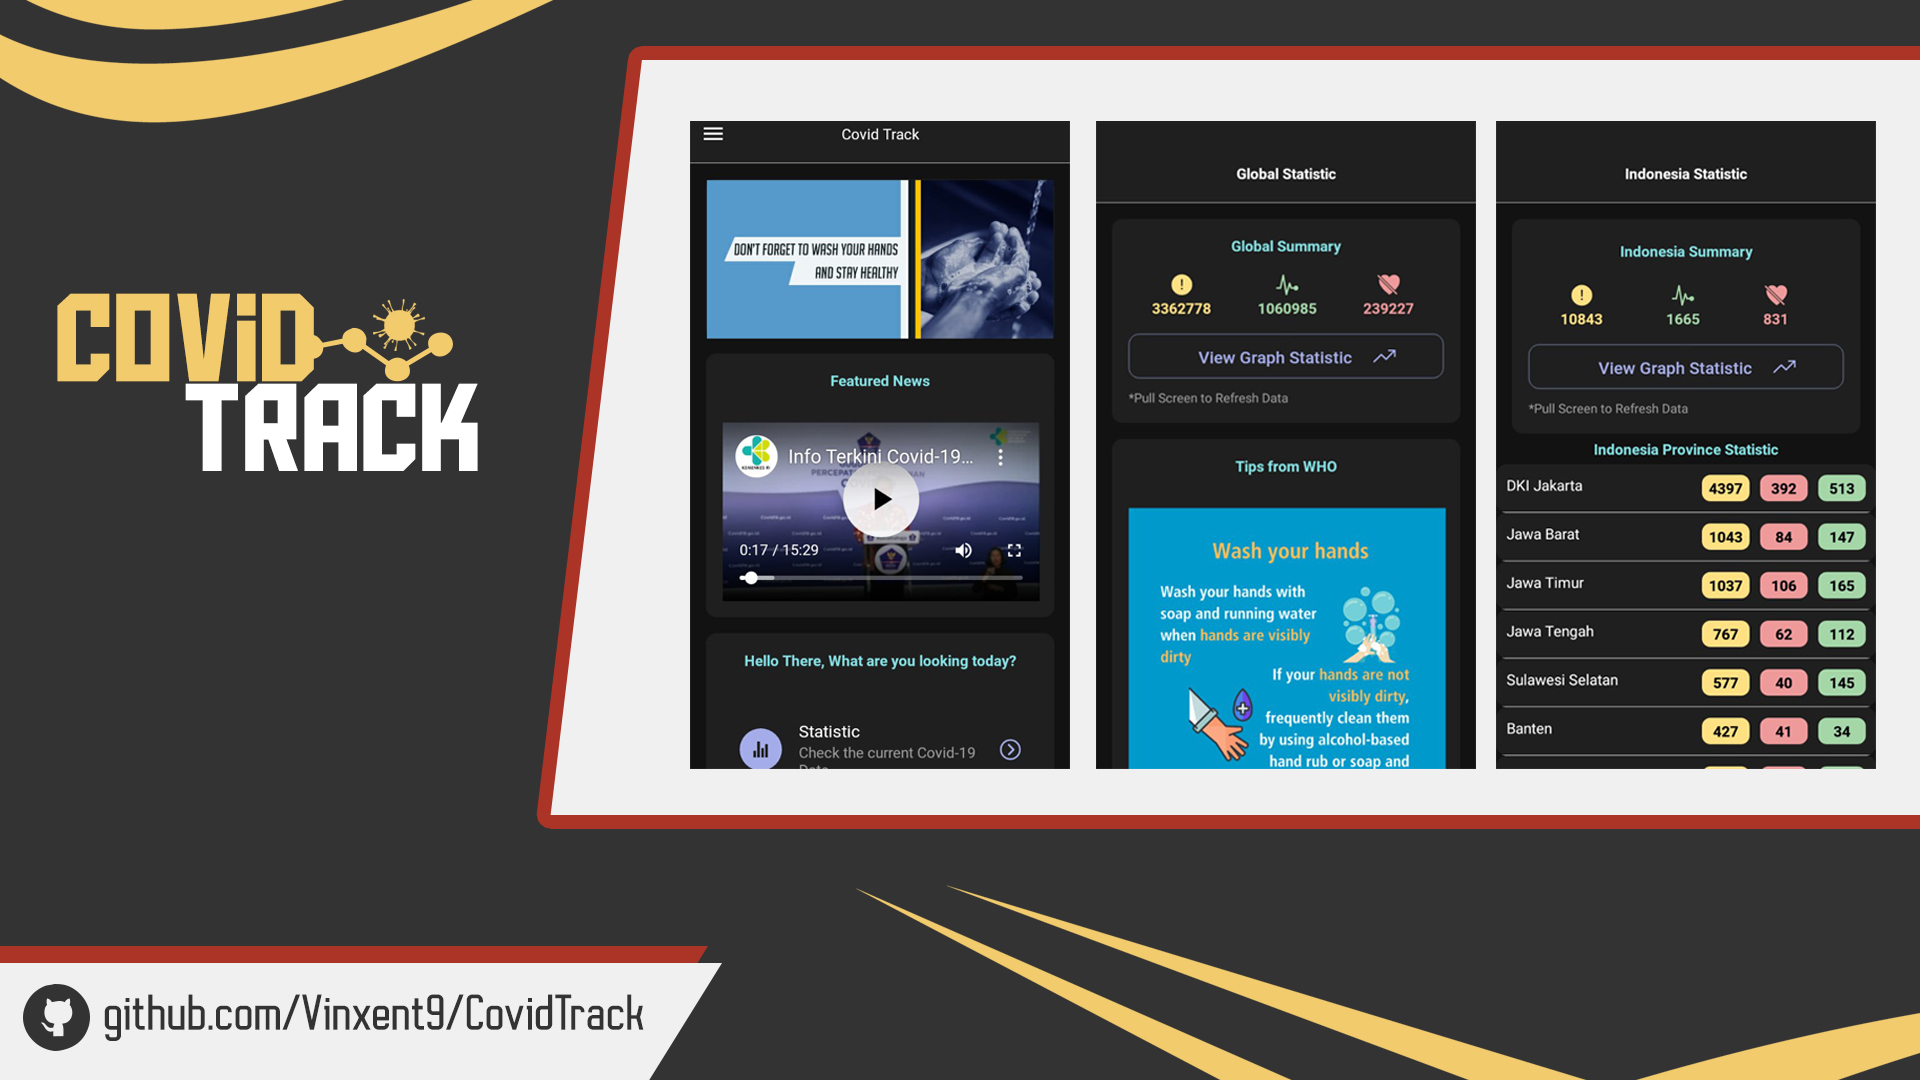 COViD
TRACK
Covid Track
DON'T FORGET TO WASH YOUR HANDS
AND STAY HEALTHY
Featured News
KEMENKES RI
Info Terkini Covid-19...
0:17 / 15:29
Hello There, What are you looking today?
Statistic
Check the current Covid-19
Data
Global Statistic
Global Summary
3362778 1060985 239227
View Graph Statistic
*Pull Screen to Refresh Data
Tips from WHO
Wash your hands
Wash your hands with
soap and running water
when hands are visibly
dirty
If your hands are not
visibly dirty,
frequently clean them
by using alcohol-based
hand rub or soap and
Indonesia Statistic
Indonesia Summary
10843 1665 831
View Graph Statistic
*Pull Screen to Refresh Data
Indonesia Province Statistic
DKI Jakarta 4397 392 513
Jawa Barat 1043 84 147
Jawa Timur 1037 106 165
Jawa Tengah 767 62 112
Sulawesi Selatan 577 40 145
Banten 427 41 34
github.com/Vinxent9/CovidTrack